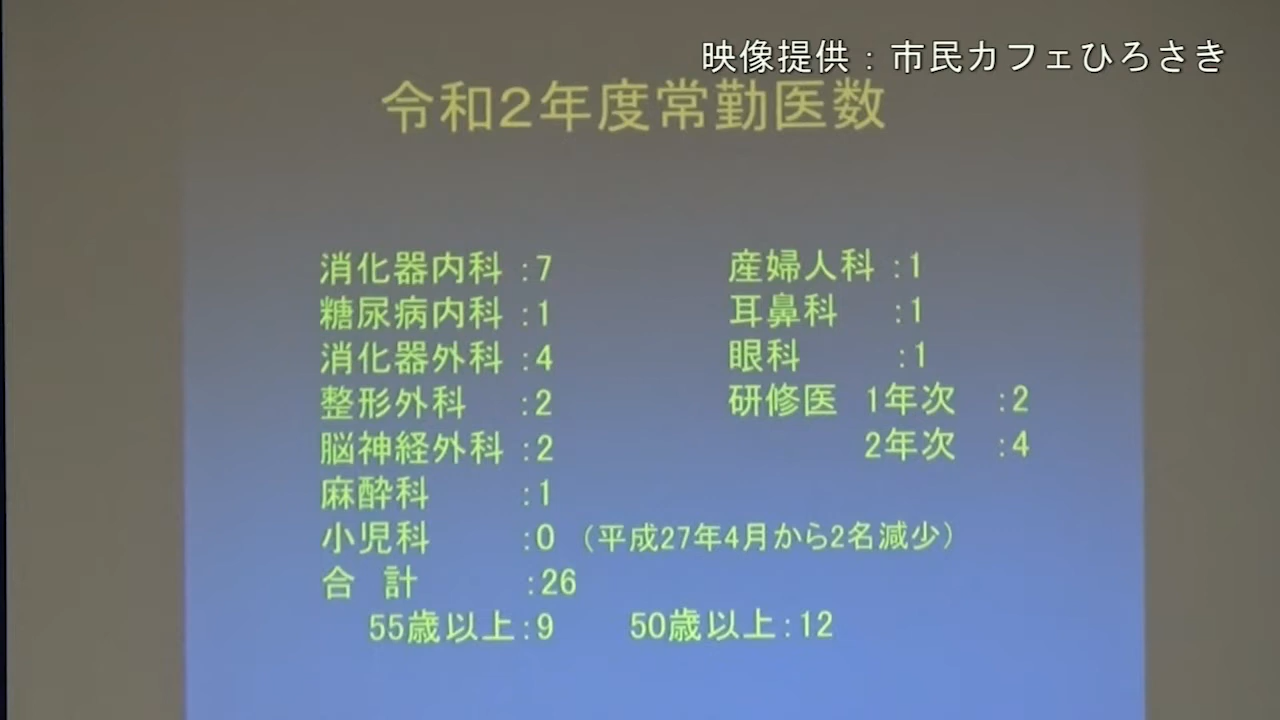 映像提供：市民カフェひろさき
令和2年度常勤医数
消化器内科 :7
糖尿病内科 :1
消化器外科 :4
整形外科 :2
脳神経外科 :2
麻酔科 :1
小児科 :0 (平成27年4月から2名減少)
合 計 :26
55歳以上:9 50歳以上:12
産婦人科 :1
耳鼻科 :1
眼科 :1
研修医 1年次 :2
2年次 :4